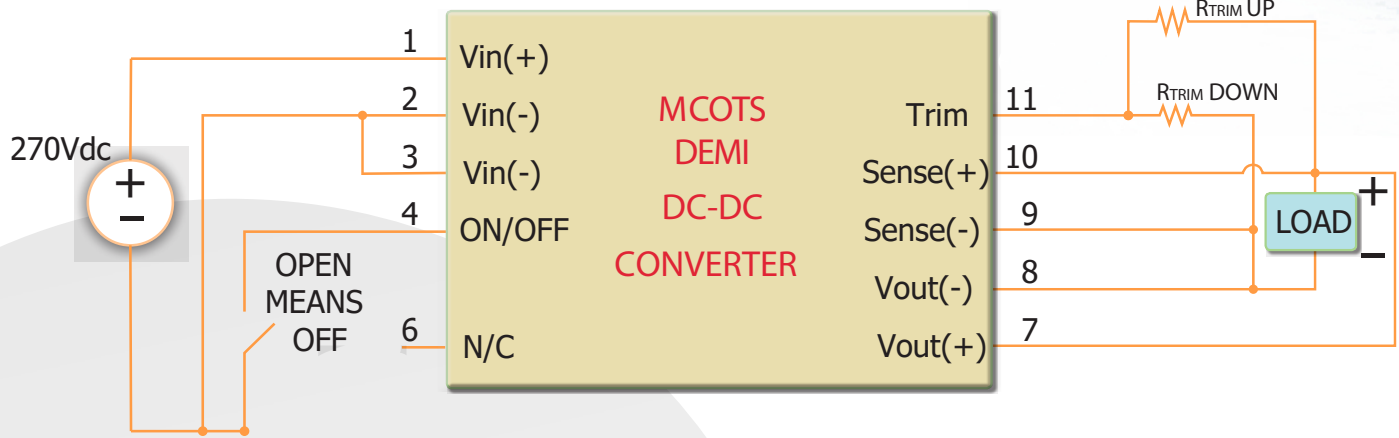 RTRIM UP
1
Vin(+)
2
Vin(-)
MCOTS
Trim
11
RTRIM DOWN
270Vdc
+
−
3
Vin(-)
DEMI
Sense(+)
10
4
ON/OFF
DC-DC
Sense(-)
9
LOAD
+
−
OPEN
MEANS
OFF
CONVERTER
Vout(-)
8
6
N/C
Vout(+)
7